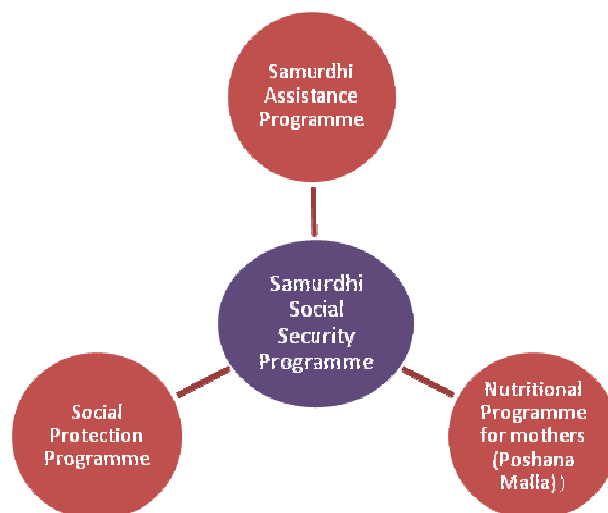 Samurdhi
Assistance
Programme
Samurdhi
Social
Security
Programme
Social
Protection
Programme
Nutritional
Programme
for mothers
(Poshana
Malla) )